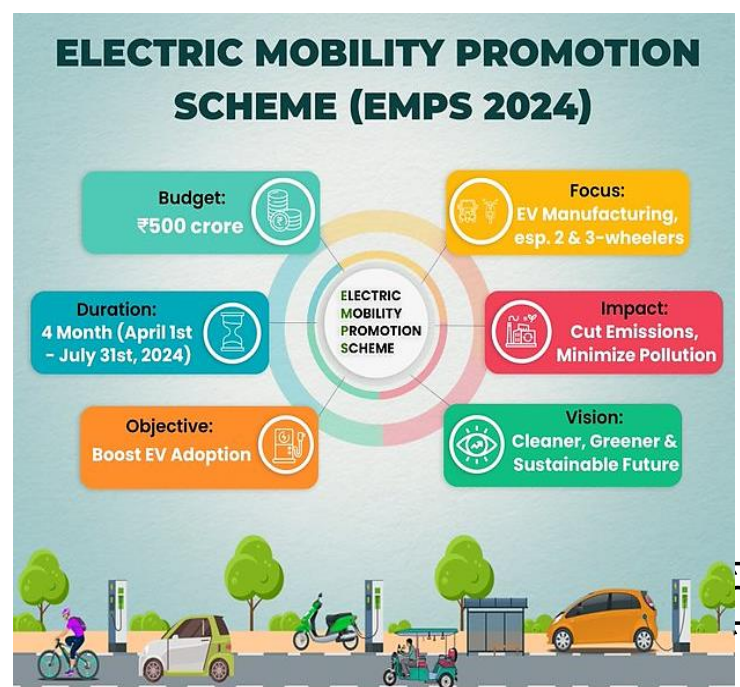 ELECTRIC MOBILITY PROMOTION
SCHEME (EMPS 2024)
Budget:
₹500 crore
Focus:
EV Manufacturing,
esp. 2 & 3-wheelers
Duration:
4 Month (April 1st
- July 31st, 2024)
ELECTRIC
MOBILITY
PROMOTION
SCHEME
Impact:
Cut Emissions,
Minimize Pollution
Objective:
Boost EV Adoption
Vision:
Cleaner, Greener &
Sustainable Future